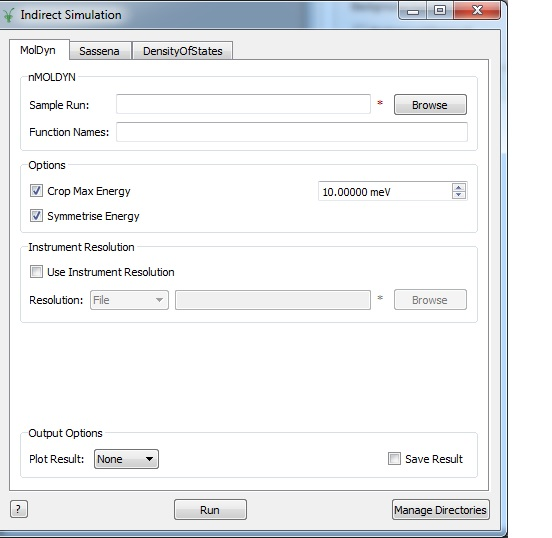 Indirect Simulation
MolDyn Sassena DensityOfStates
nMOLDYN
Sample Run: * Browse
Function Names:
Options
Crop Max Energy 10.00000 meV
Symmetrise Energy
Instrument Resolution
Use Instrument Resolution
Resolution: File * Browse
Output Options
Plot Result: None Save Result
? Run Manage Directories